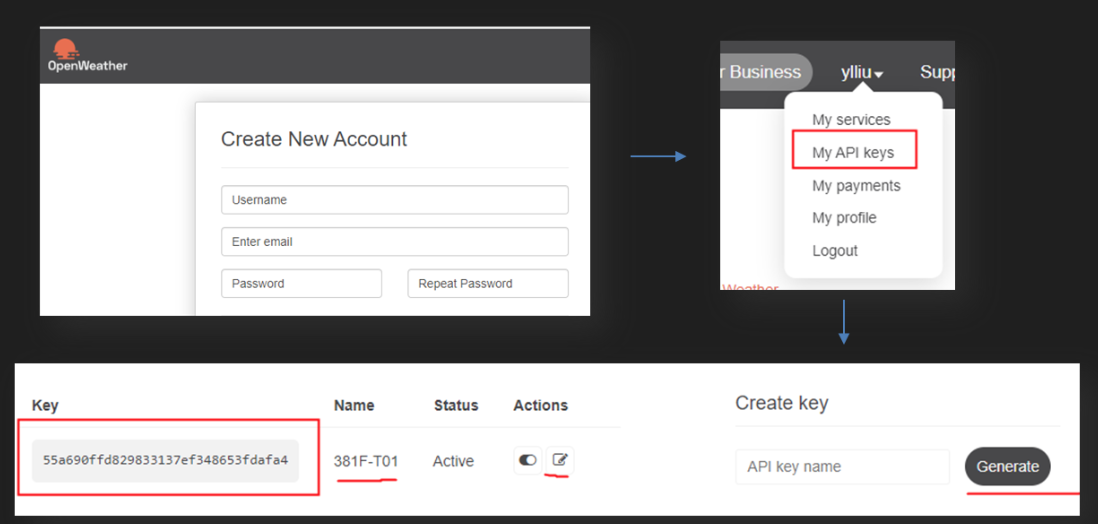 OpenWeather
Create New Account
Username
Enter email
Password Repeat Password
Business ylliu Supp
My services
My API keys
My payments
My profile
Logout
Weather
Key Name Status Actions
55a690ffd829833137ef348653fdafa4 381F-T01 Active
Create key
API key name Generate